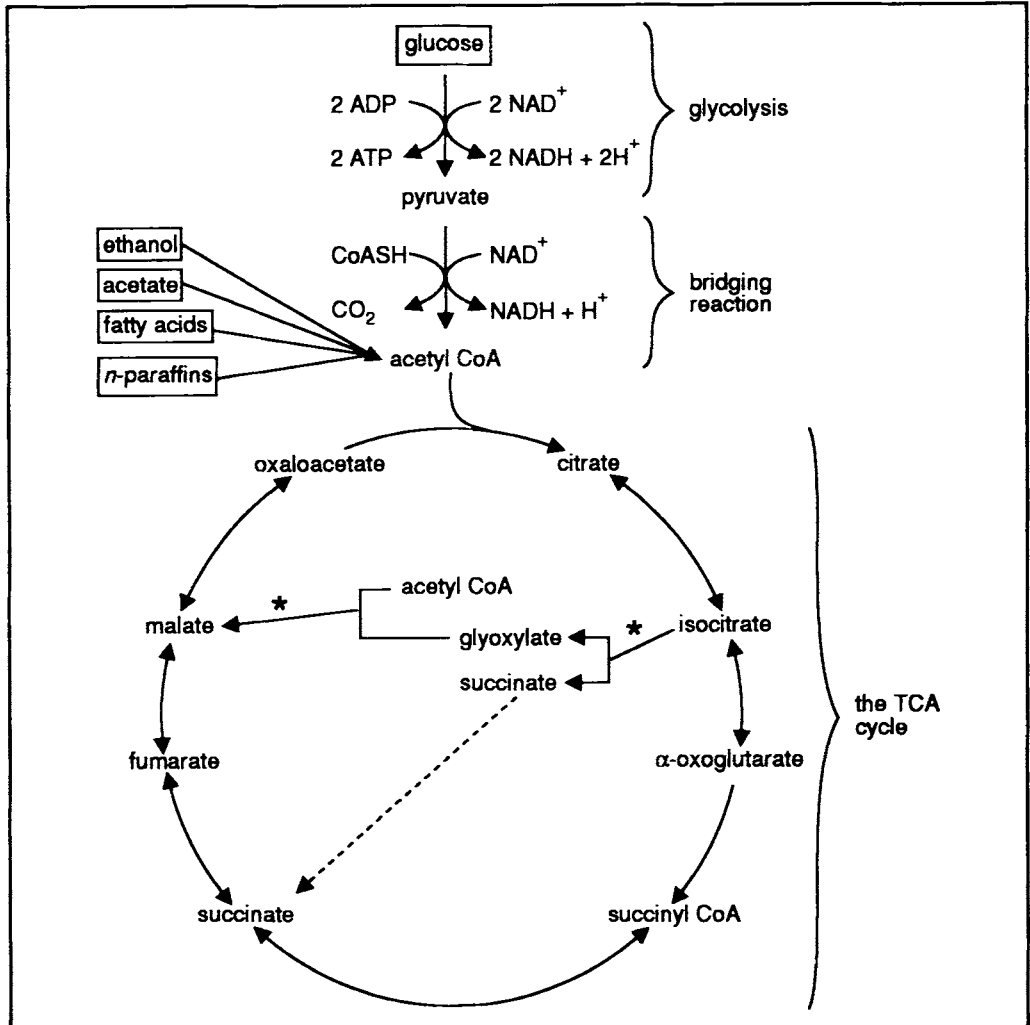 glucose
2 ADP 2 NAD⁺
glycolysis
2 ATP 2 NADH + 2H⁺
pyruvate
ethanol
CoASH NAD⁺
acetate
bridging
reaction
CO₂ NADH + H⁺
fatty acids
acetyl CoA
n-paraffins
oxaloacetate citrate
acetyl CoA
*
malate
glyoxylate
*
isocitrate
succinate
the TCA
cycle
fumarate α-oxoglutarate
succinate succinyl CoA